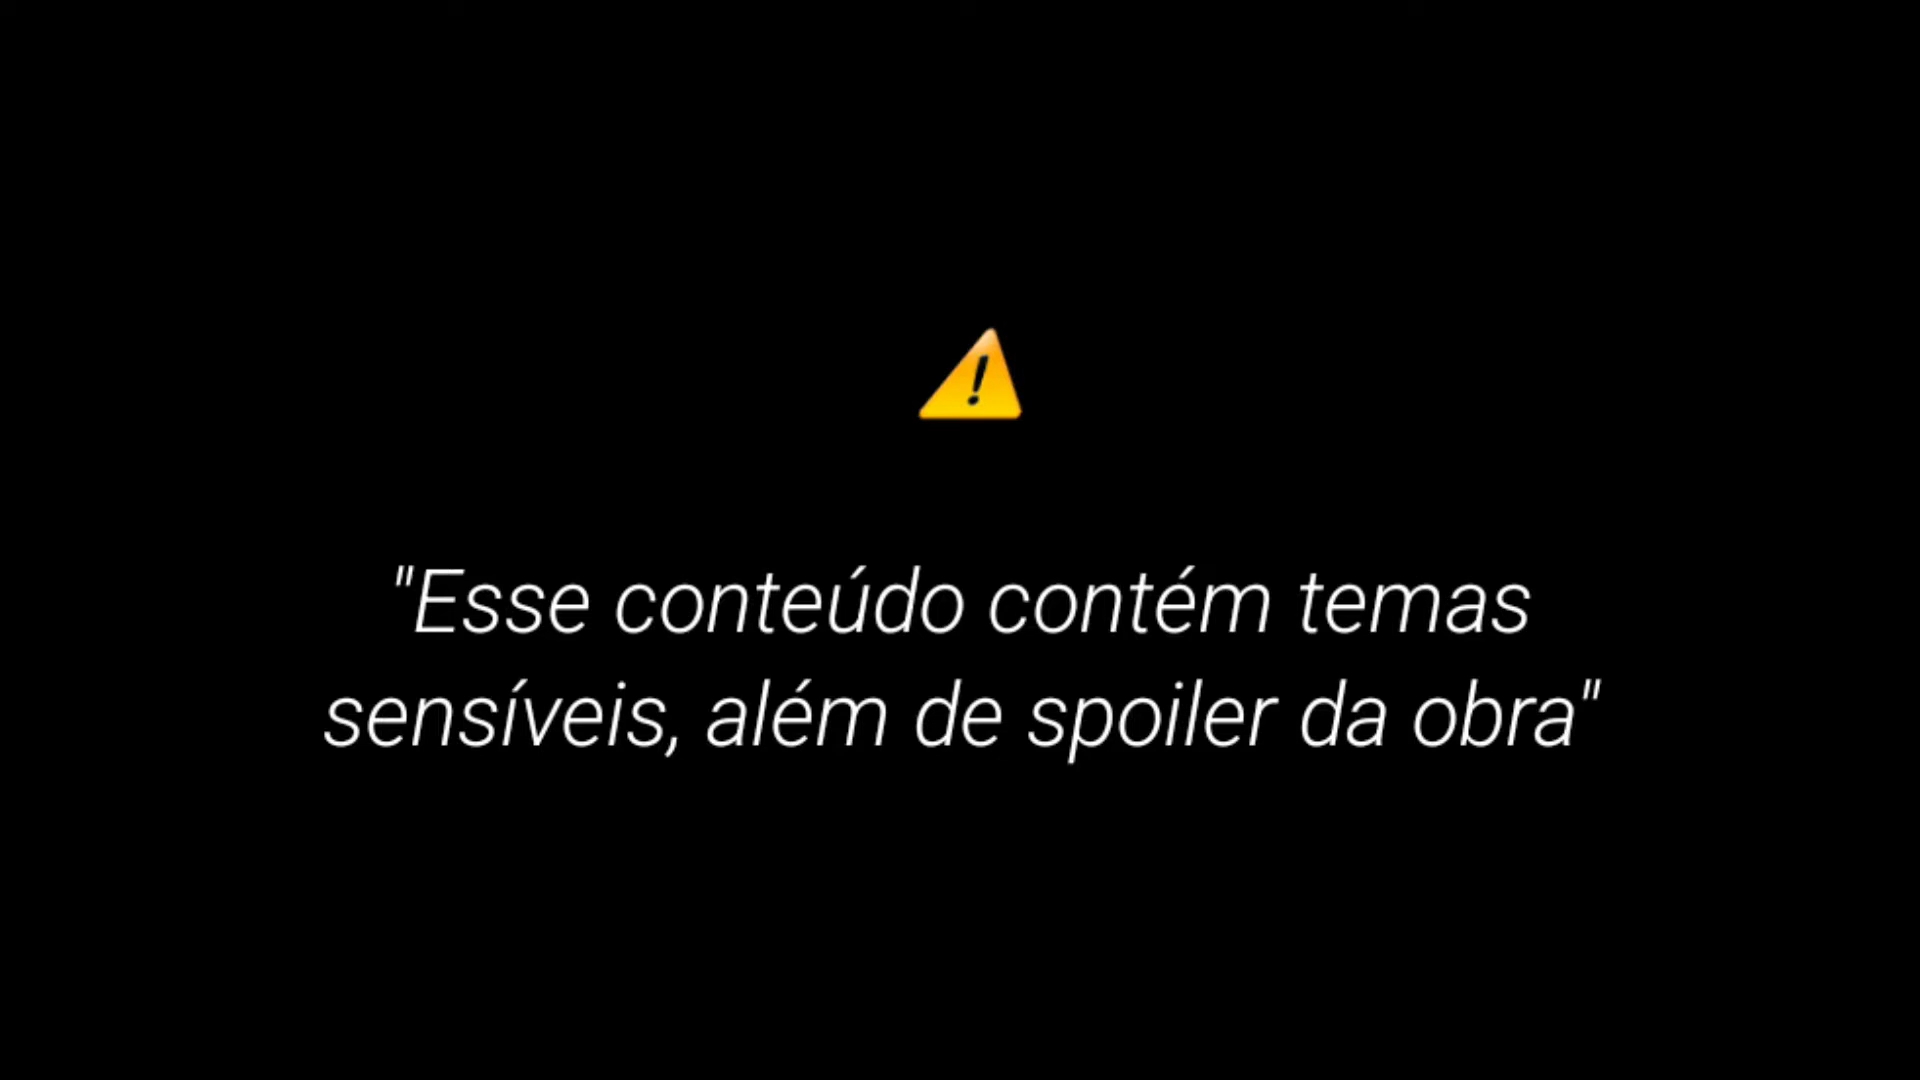 "Esse conteúdo contém temas
sensíveis, além de spoiler da obra"